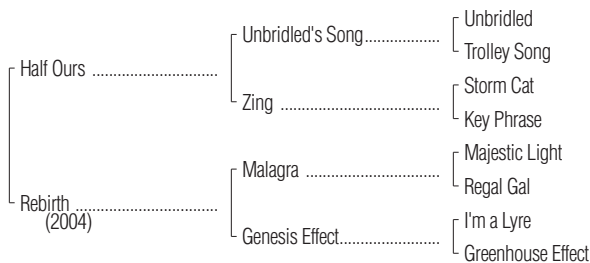 Unbridled
Unbridled's Song..................
Trolley Song
Half Ours ..............................
Storm Cat
Zing ......................................
Key Phrase
Majestic Light
Malagra ................................
Regal Gal
Rebirth ..................................
(2004)
I'm a Lyre
Genesis Effect........................
Greenhouse Effect